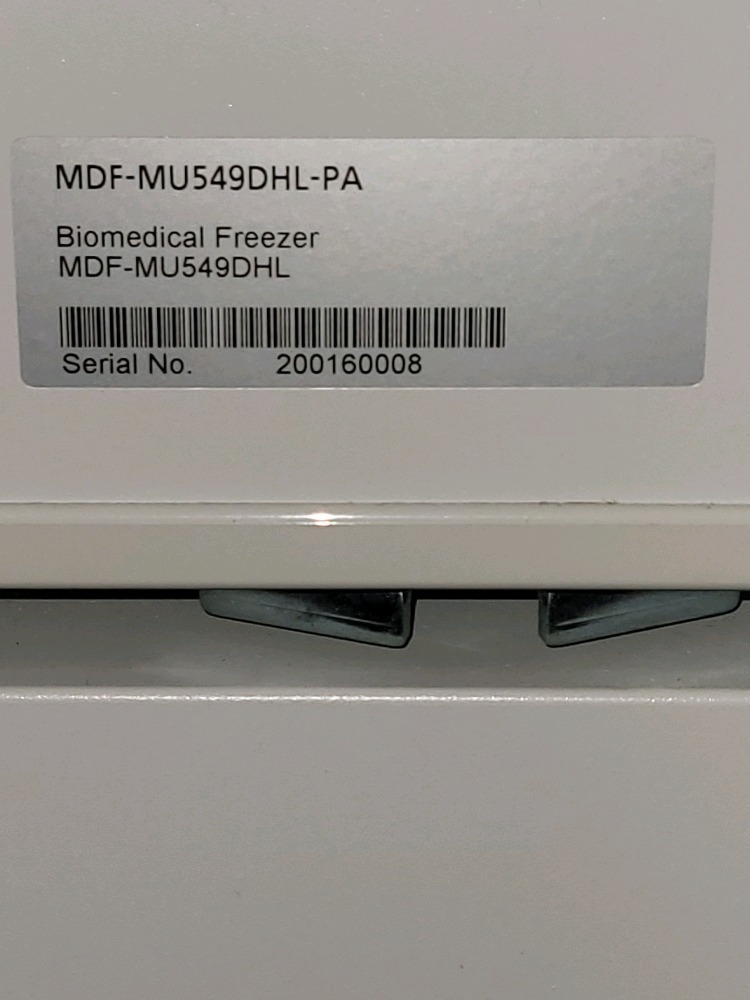 MDF-MU549DHL-PA
Biomedical Freezer
MDF-MU549DHL
Serial No. 200160008